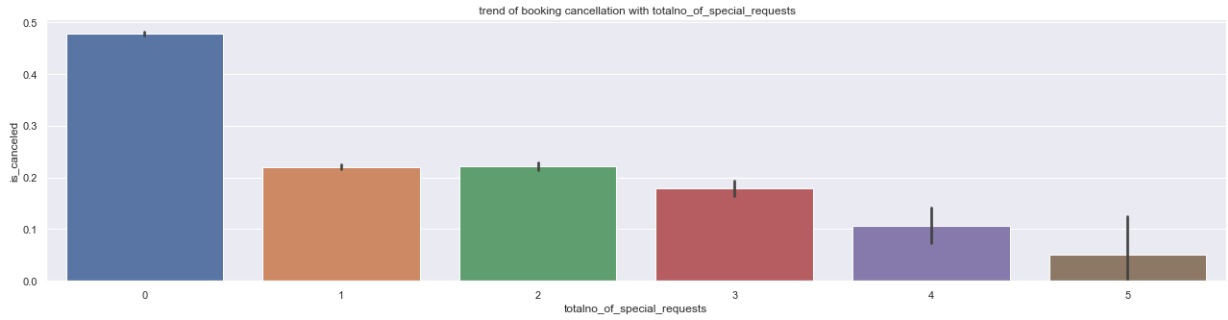 trend of booking cancellation with totalno_of_special_requests
is_canceled
0.5
0.4
0.3
0.2
0.1
0.0
0 1 2 3 4 5
totalno_of_special_requests